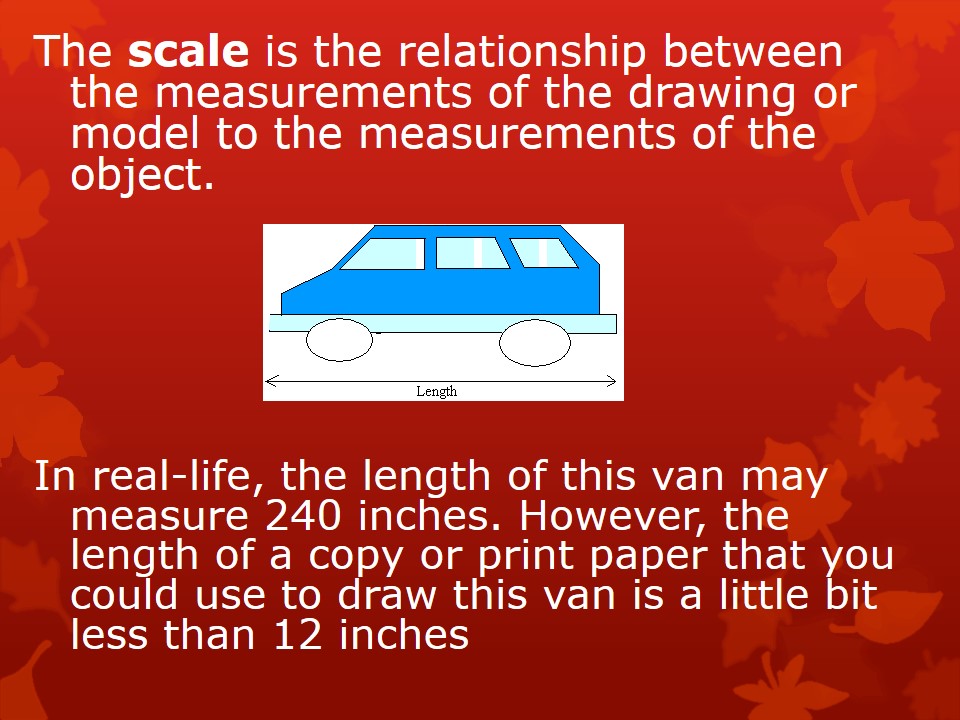 The scale is the relationship between
the measurements of the drawing or
model to the measurements of the
object.
Length
In real-life, the length of this van may
measure 240 inches. However, the
length of a copy or print paper that you
could use to draw this van is a little bit
less than 12 inches